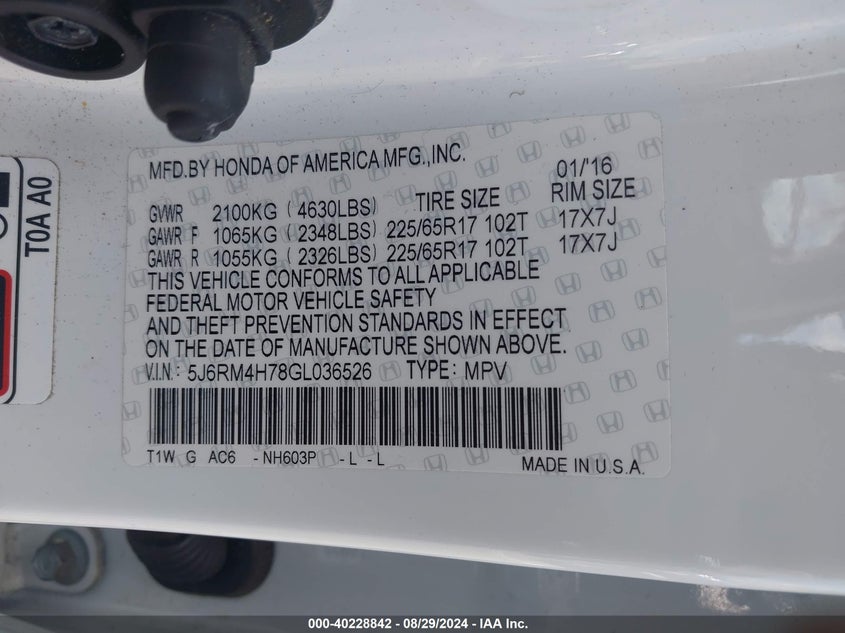 T0A A0
MFD.BY HONDA OF AMERICA MFG.,INC. 01/'16
GVWR 2100KG ( 4630LBS) TIRE SIZE RIM SIZE
GAWR F 1065KG ( 2348LBS) 225/65R17 102T 17X7J
GAWR R 1055KG ( 2326LBS) 225/65R17 102T 17X7J
THIS VEHICLE CONFORMS TO ALL APPLICABLE
FEDERAL MOTOR VEHICLE SAFETY
AND THEFT PREVENTION STANDARDS IN EFFECT
ON THE DATE OF MANUFACTURE SHOWN ABOVE.
V.I.N.: 5J6RM4H78GL036526 TYPE: MPV
T1W G AC6 -NH603P -L -L MADE IN U.S.A.
000-40228842 / 08/29/2024 - IAA Inc.